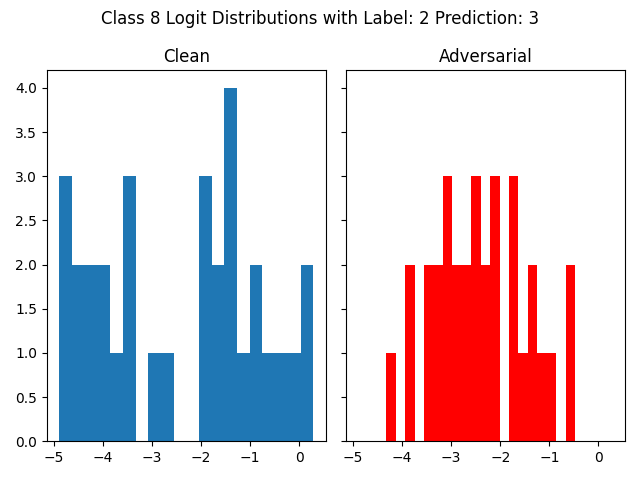 Class 8 Logit Distributions with Label: 2 Prediction: 3
Clean
Adversarial
4.0
3.5
3.0
2.5
2.0
1.5
1.0
0.5
0.0
−5 −4 −3 −2 −1 0
−5 −4 −3 −2 −1 0